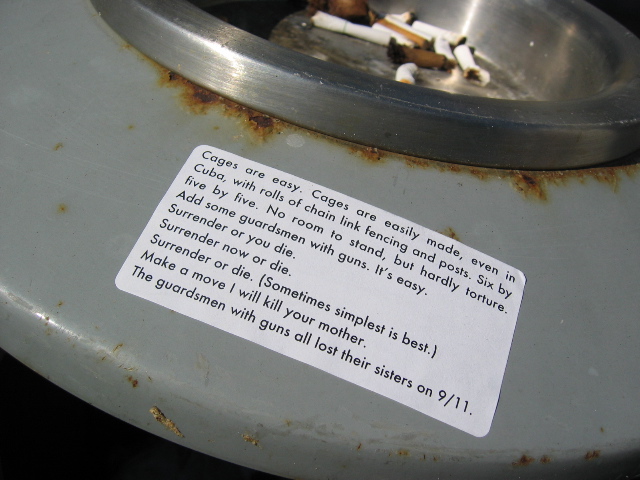 Cages are easy. Cages are easily made, even in
Cuba, with rolls of chain link fencing and posts. Six by
five by five. No room to stand, but hardly torture.
Add some guardsmen with guns. It's easy.
Surrender or you die.
Surrender now or die.
Surrender or die. (Sometimes simplest is best.)
Make a move I will kill your mother.
The guardsmen with guns all lost their sisters on 9/11.